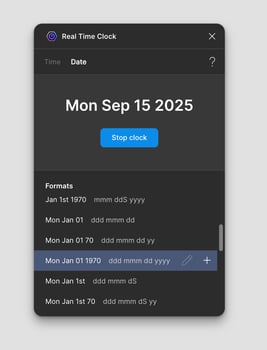 Real Time Clock
Time Date ?
Mon Sep 15 2025
Stop clock
Formats
Jan 1st 1970 mmm ddS yyyy
Mon Jan 01 ddd mmm dd
Mon Jan 01 70 ddd mmm dd yy
Mon Jan 01 1970 ddd mmm dd yyyy
Mon Jan 1st ddd mmm dS
Mon Jan 1st 70 ddd mmm dS yy